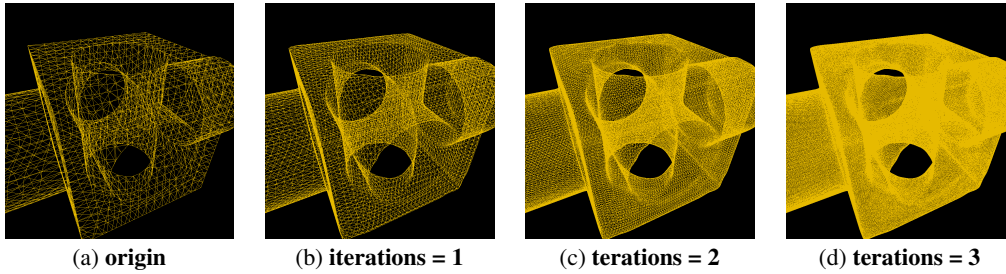 (a) origin
(b) iterations = 1
(c) terations = 2
(d) terations = 3